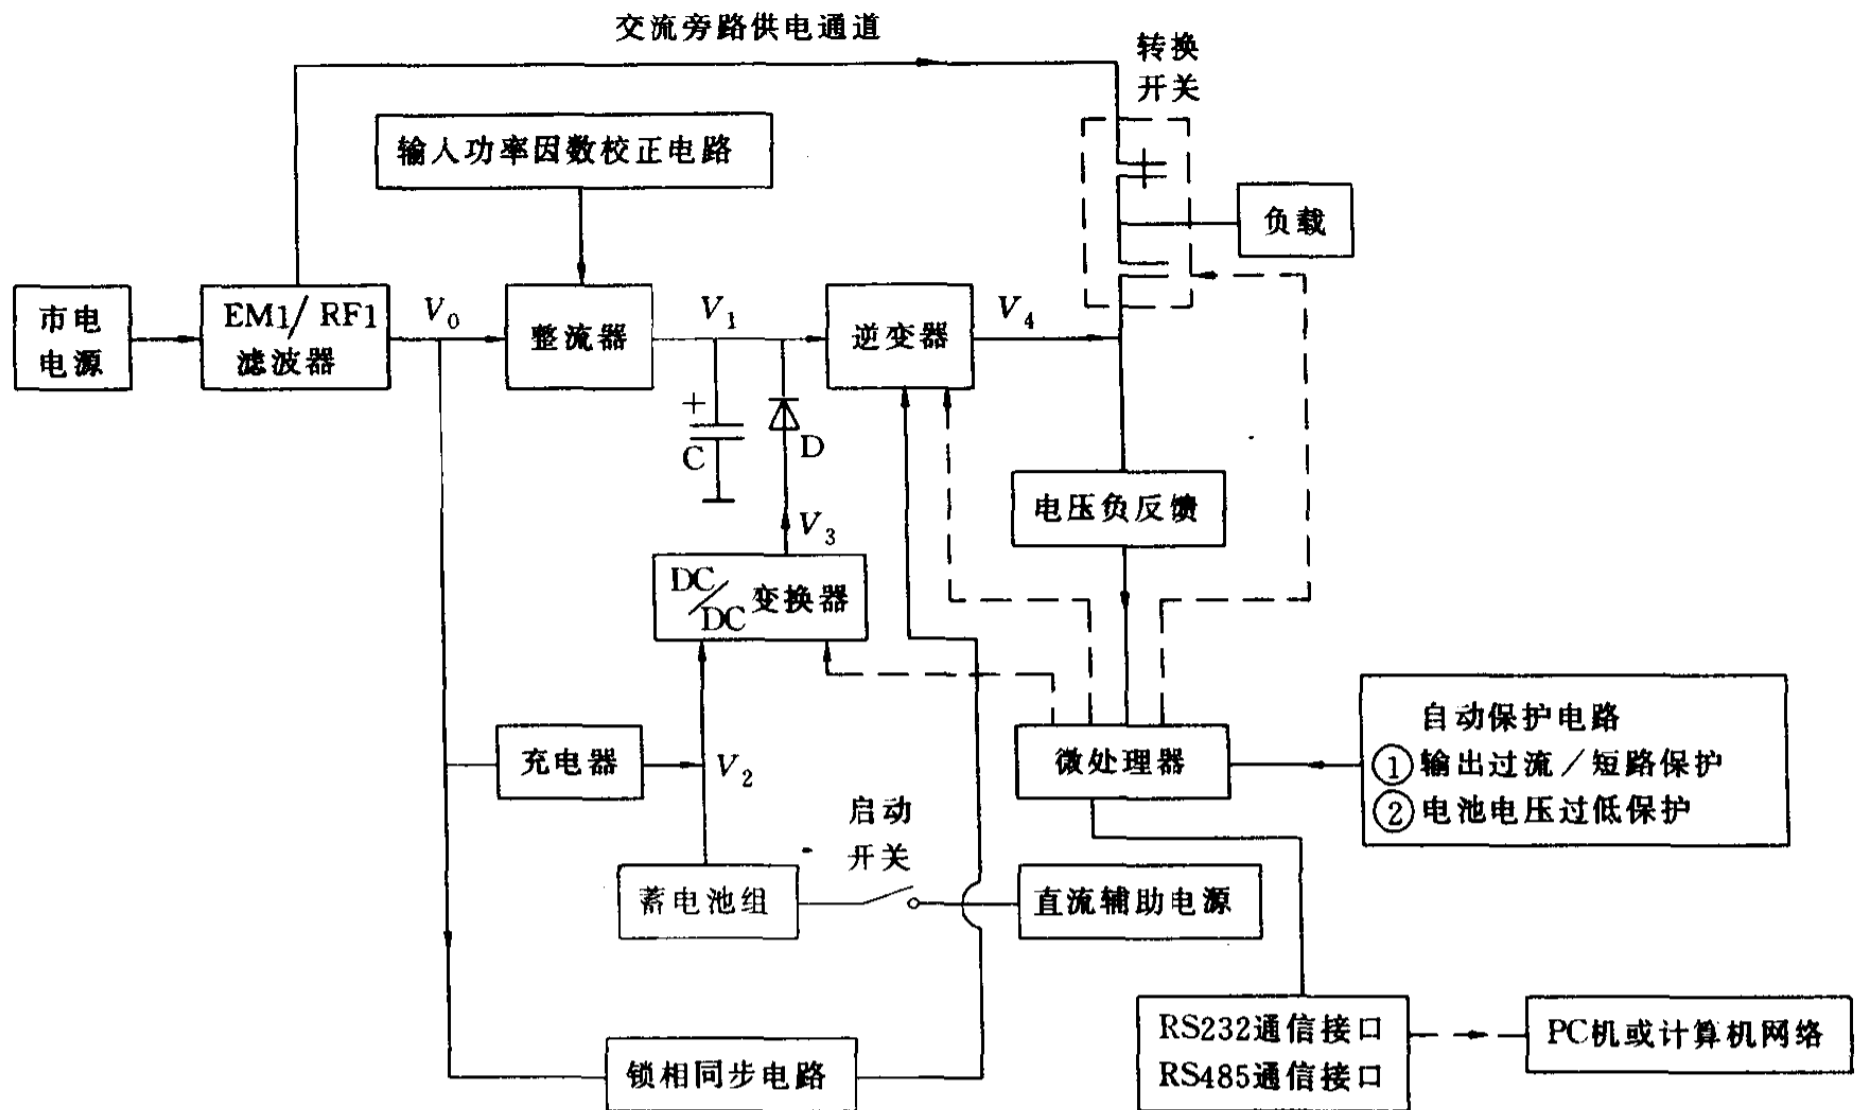 交流旁路供电通道
转换
开关
输人功率因数校正电路
负载
市电
电源
EM1/RF1
滤波器
V₀
整流器
V₁
逆变器
V₄
+
C
D
电压负反馈
V₃
DC/DC 变换器
充电器
V₂
微处理器
自动保护电路
①输出过流/短路保护
②电池电压过低保护
启动
开关
蓄电池组
直流辅助电源
锁相同步电路
RS232通信接口
RS485通信接口
PC机或计算机网络